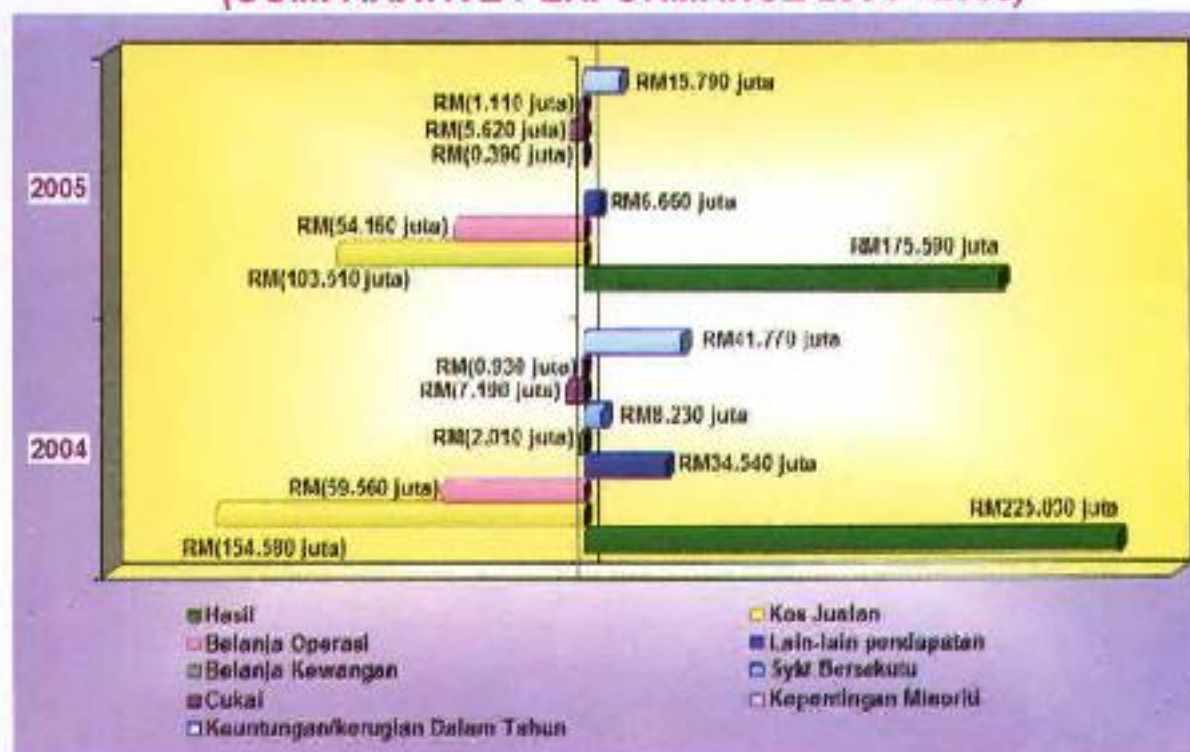 RM15.790 juta
RM(1.110 juta)
RM(5.620 juta)
RM(0.390 juta)
2005
RM6.660 juta
RM(54.160 juta)
RM175.590 juta
RM(103.510 juta)
RM41.770 juta
RM(0.930 juta)
RM(7.190 juta)
RM8.230 juta
RM(2.010 juta)
2004
RM34.540 juta
RM(59.560 juta)
RM225.030 juta
RM(154.580 juta)
Hasil
Kos Jualan
Belanja Operasi
Lain-lain pendapatan
Belanja Kewangan
Sykt Bersekutu
Cukai
Kepentingan Minoriti
Keuntungan/kerugian Dalam Tahun